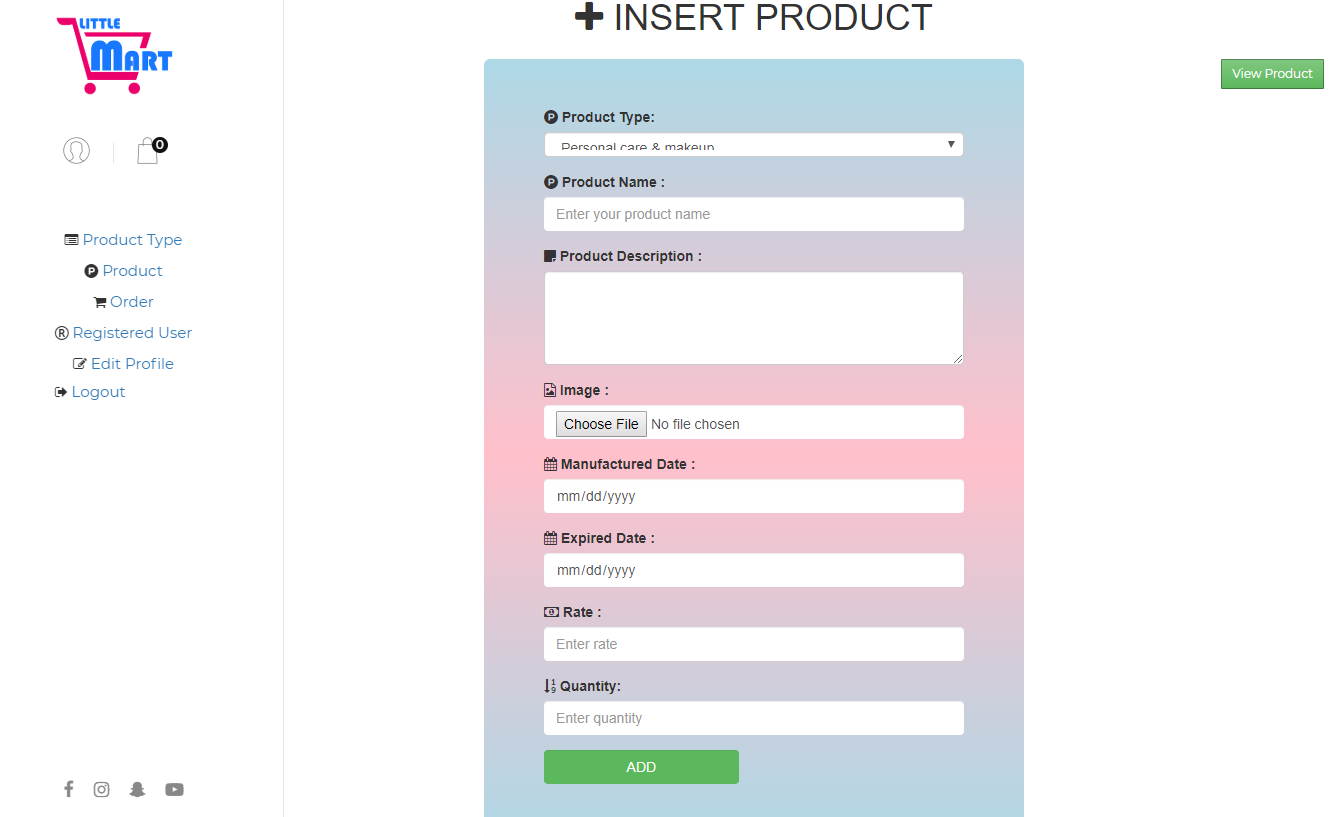 LITTLE
MART
0
Product Type
Product
Order
Registered User
Edit Profile
Logout
INSERT PRODUCT
View Product
Product Type:
Personal care & makeup
Product Name :
Enter your product name
Product Description :
Image :
Choose File No file chosen
Manufactured Date :
mm/dd/yyyy
Expired Date :
mm/dd/yyyy
Rate :
Enter rate
Quantity:
Enter quantity
ADD